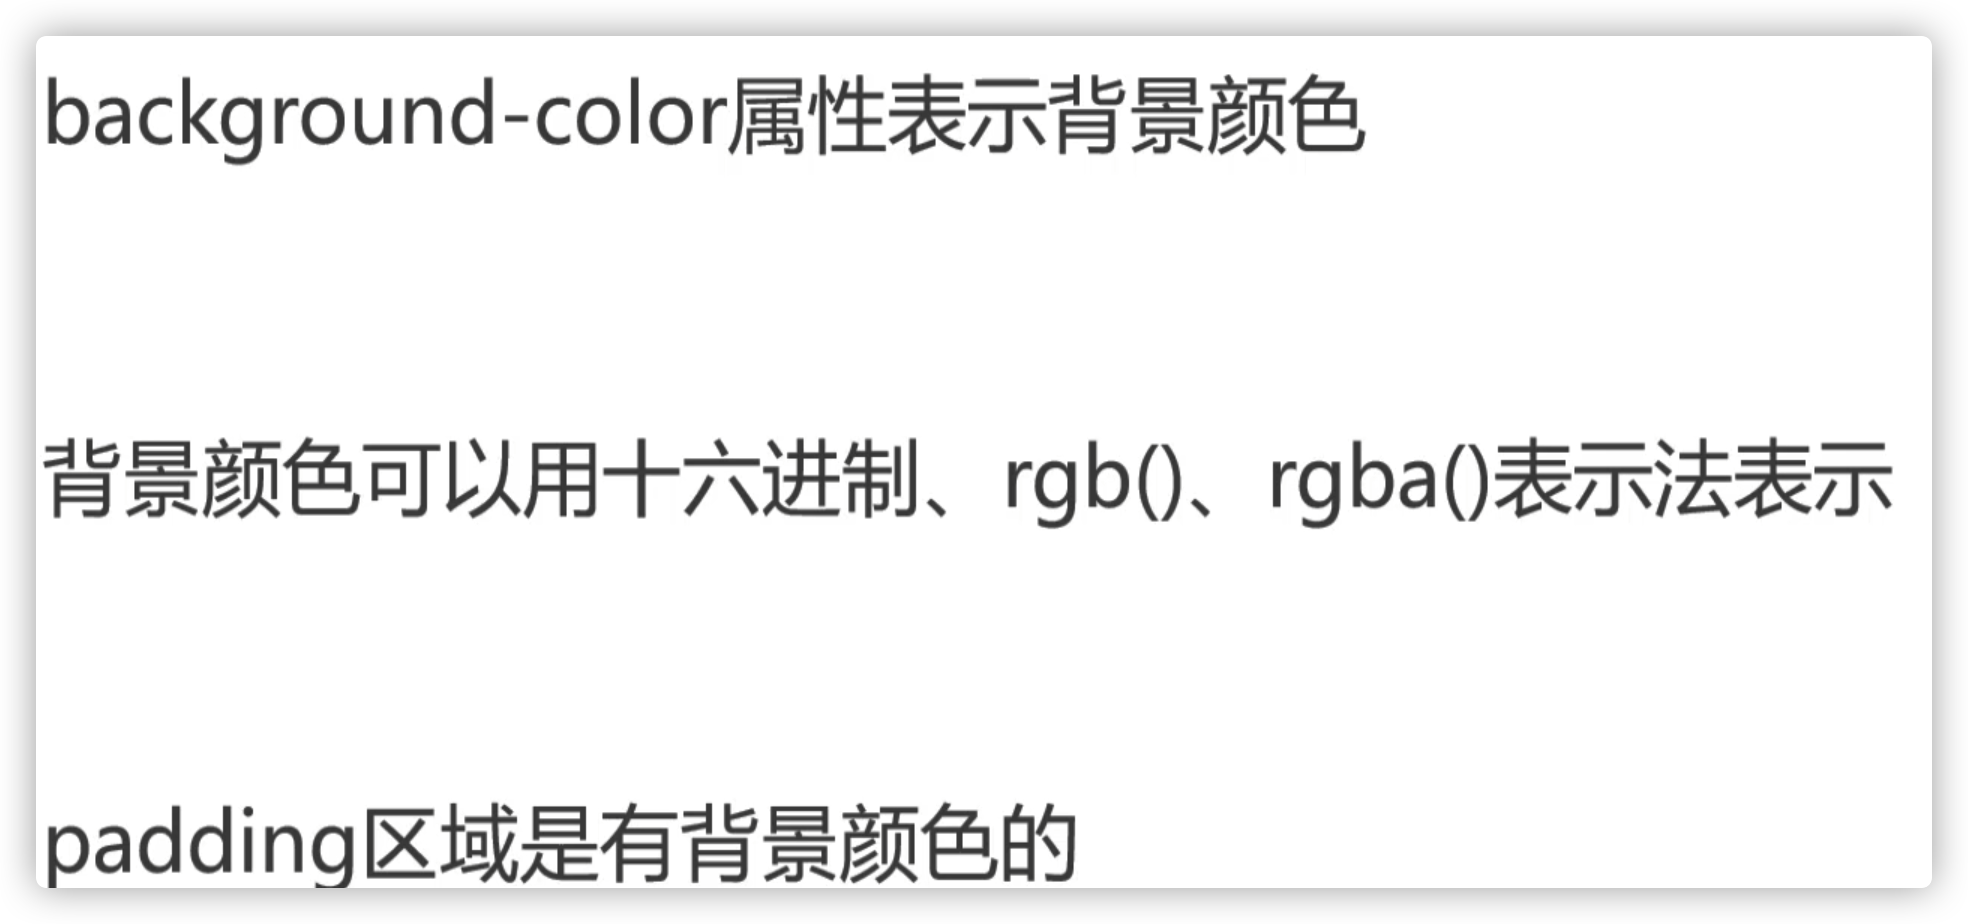 background-color属性表示背景颜色
背景颜色可以用十六进制、rgb()、rgba()表示法表示
padding区域是有背景颜色的